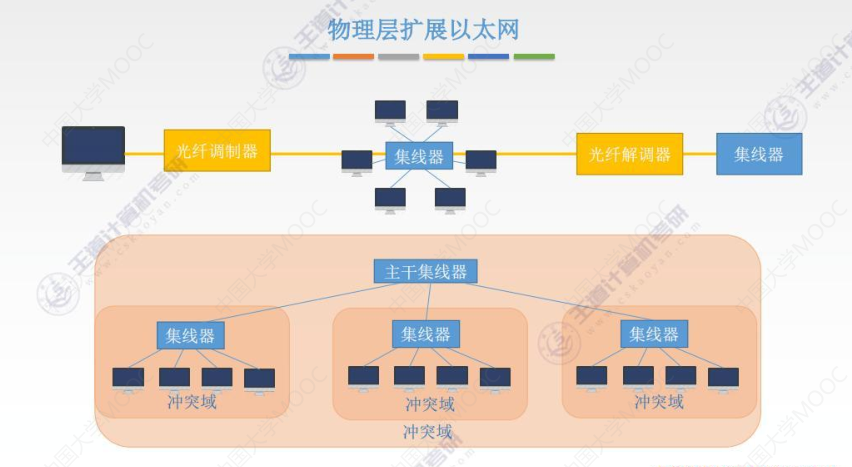 物理层扩展以太网
光纤调制器
集线器
光纤解调器
集线器
主干集线器
集线器
集线器
集线器
冲突域
冲突域
冲突域
冲突域
王道计算机考研
www.cskaoyan.com
中国大学MOOC